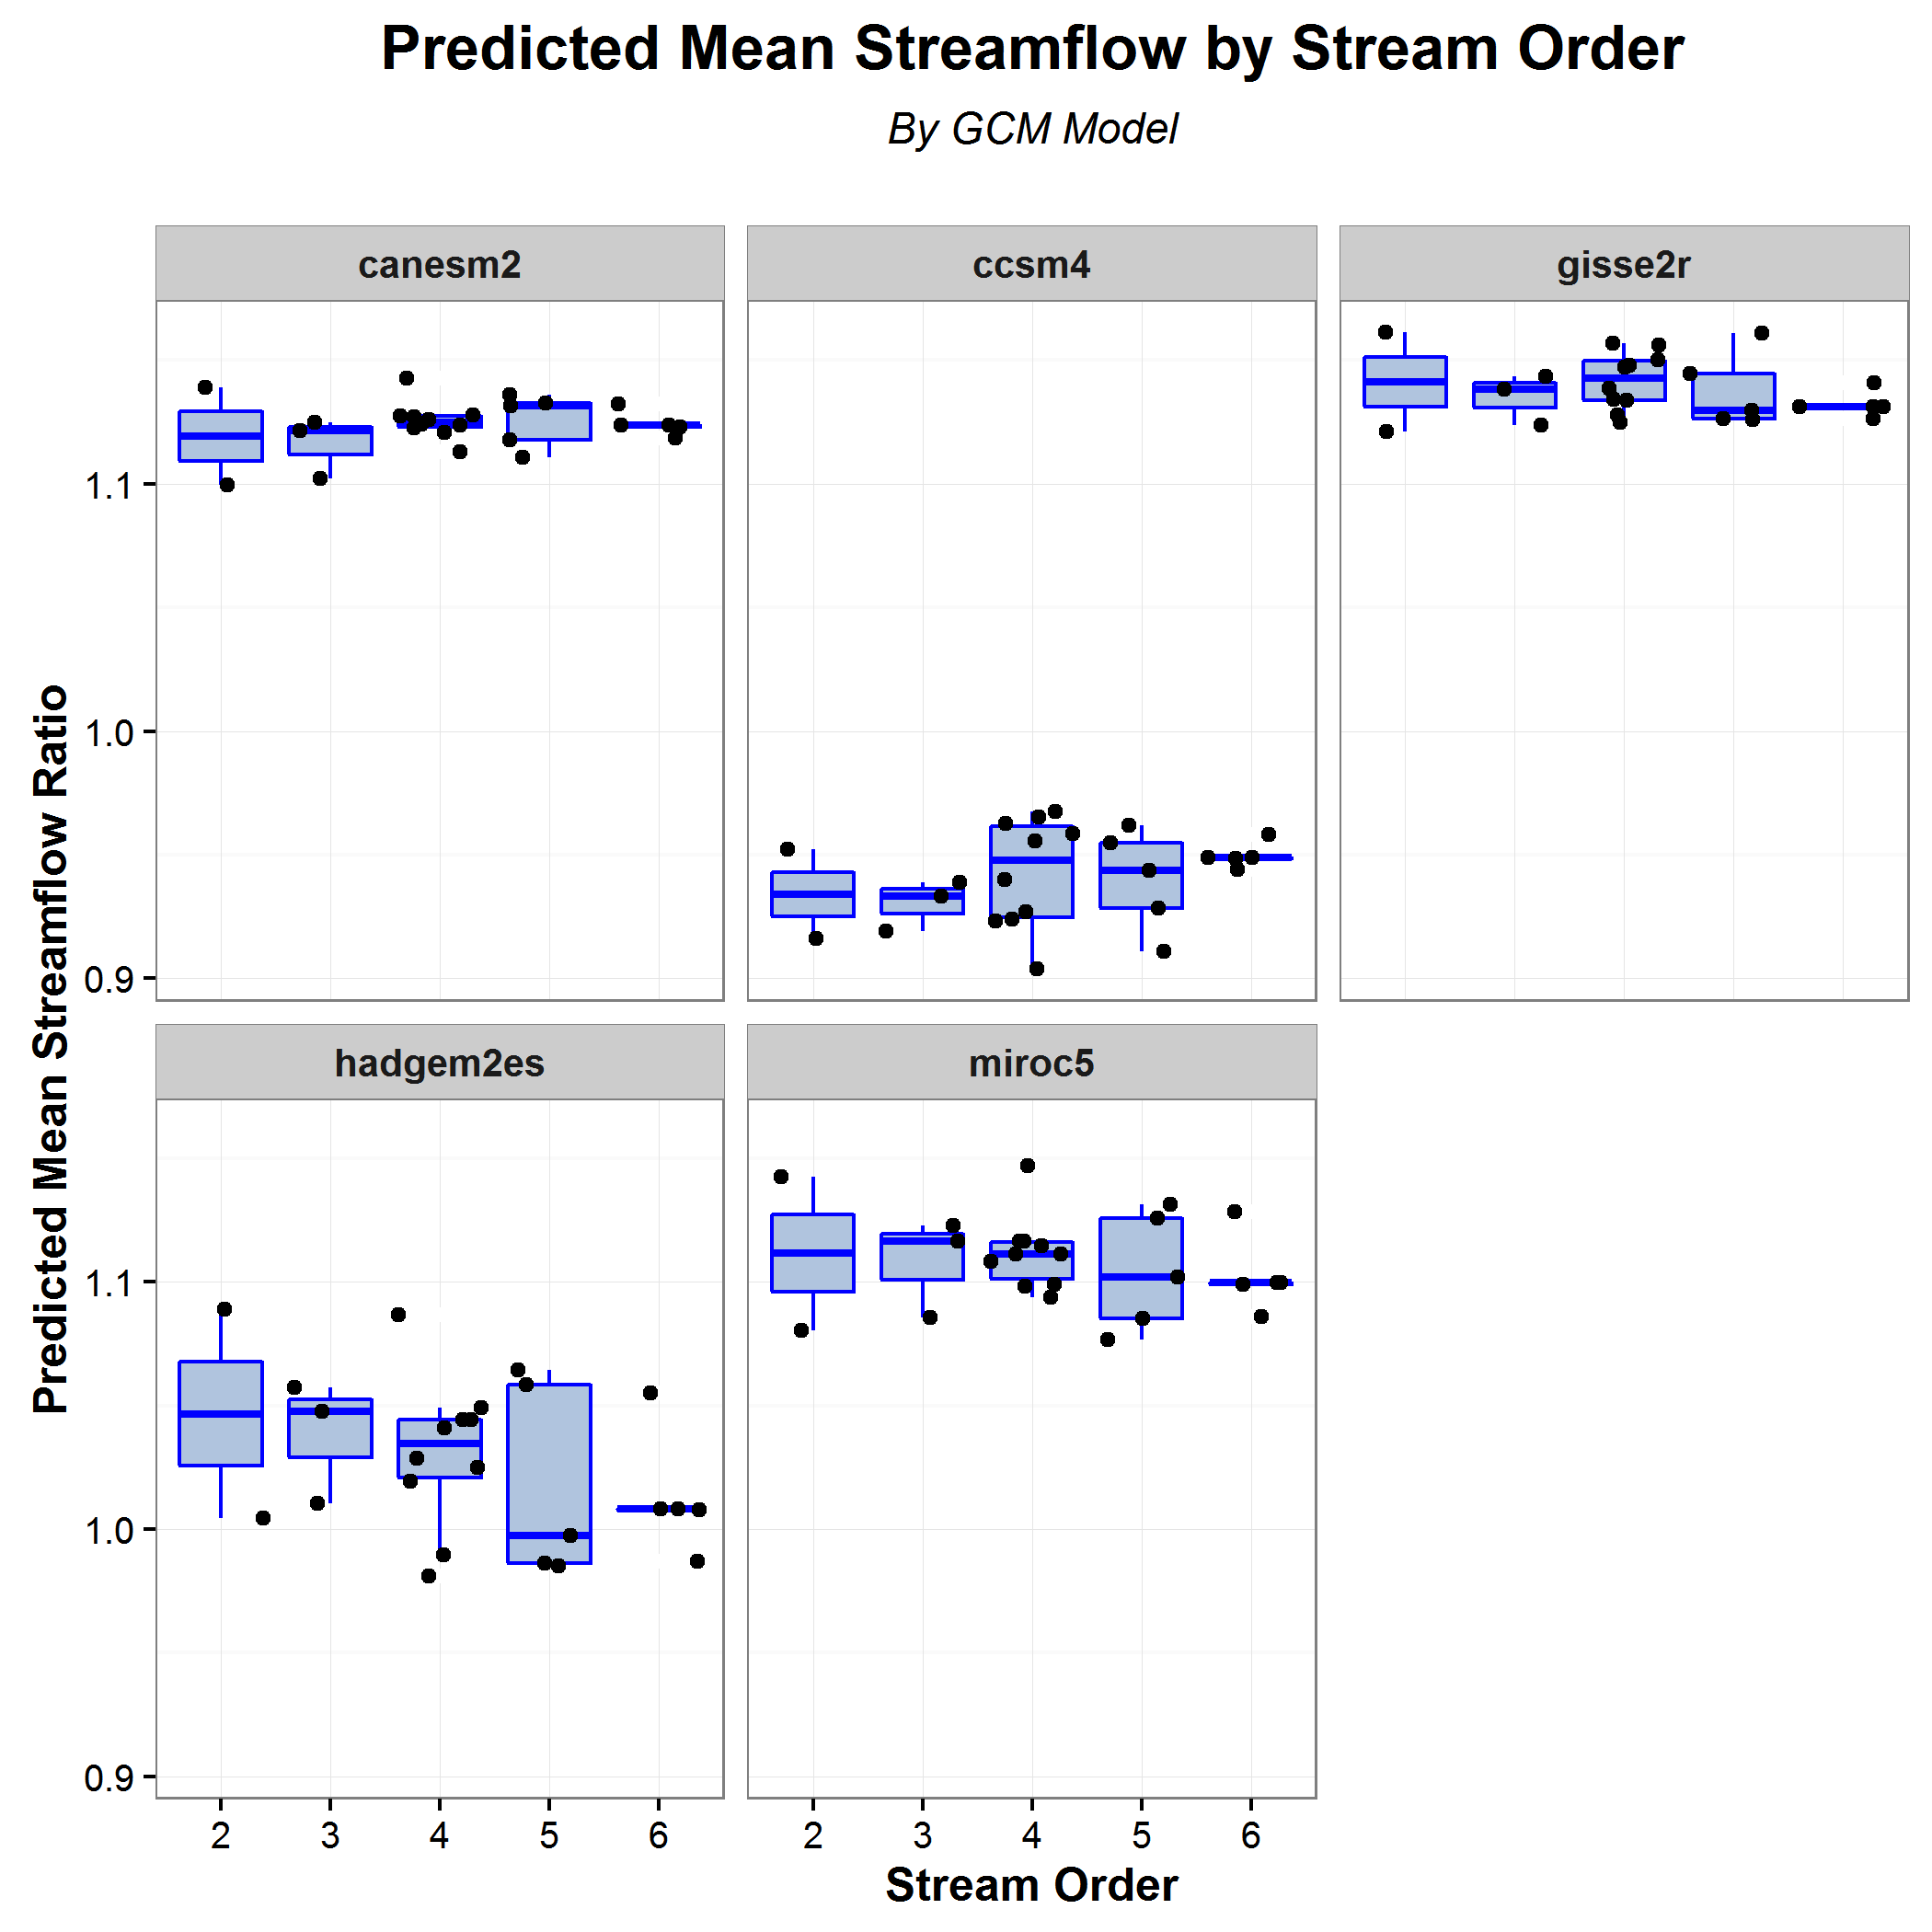 Predicted Mean Streamflow by Stream Order
By GCM Model
canesm2
ccsm4
gisse2r
1.1
1.0
0.9
Predicted Mean Streamflow Ratio
hadgem2es
miroc5
1.1
1.0
0.9
2 3 4 5 6
2 3 4 5 6
Stream Order